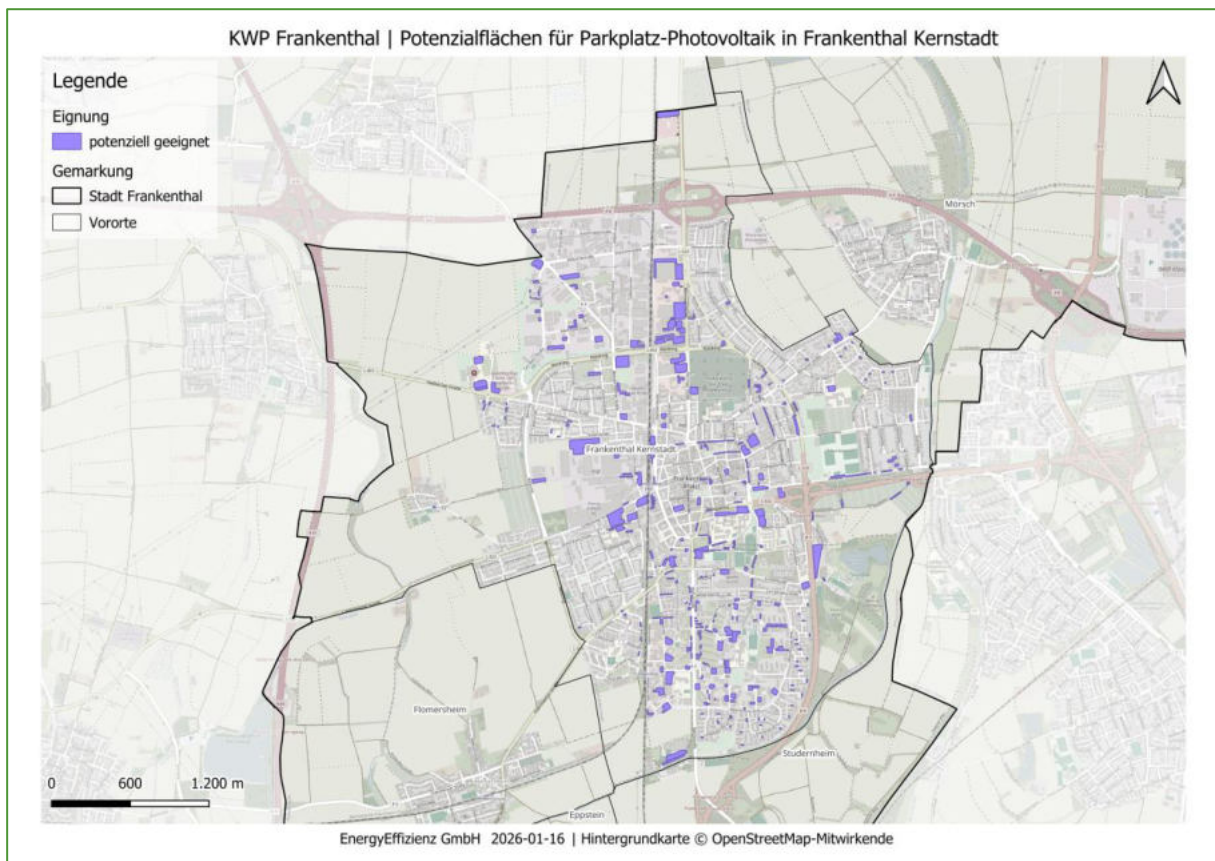 KWP Frankenthal | Potenzialflächen für Parkplatz-Photovoltaik in Frankenthal Kernstadt
Legende
Eignung
potenziell geeignet
Gemarkung
Stadt Frankenthal
Vororte
Mörsch
Frankenthal Kernstadt
Flomersheim
Studernheim
Eppstein
0 600 1.200 m
EnergyEffizienz GmbH 2026-01-16 | Hintergrundkarte © OpenStreetMap-Mitwirkende